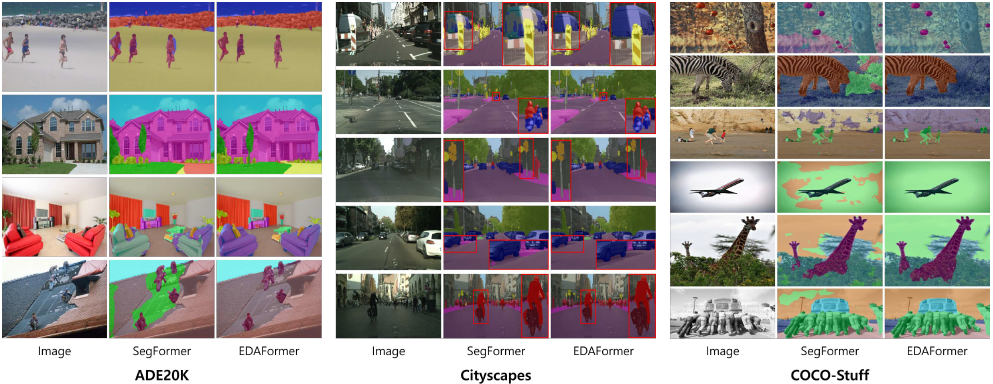 Image SegFormer EDAFormer Image SegFormer EDAFormer Image SegFormer EDAFormer
ADE20K Cityscapes COCO-Stuff